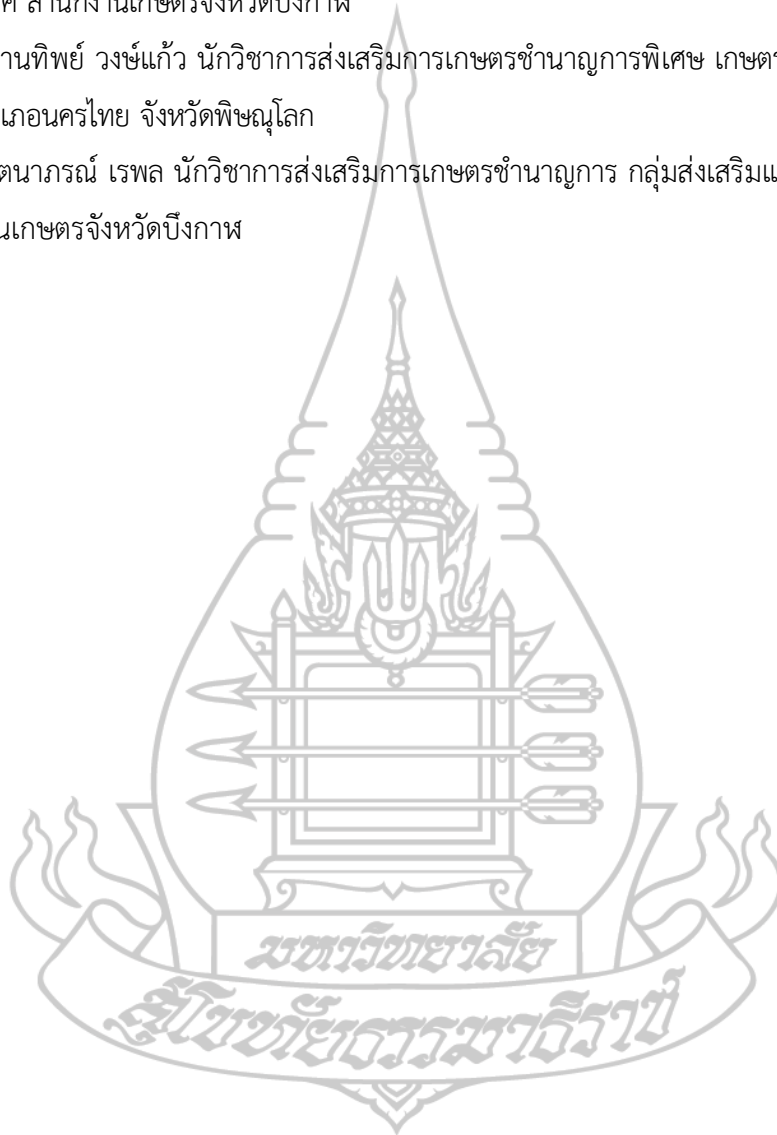 ศ สำนักงานเกษตรจังหวัดบึงกาฬ
านทิพย์ วงษ์แก้ว นักวิชาการส่งเสริมการเกษตรชำนาญการพิเศษ เกษตร
เภอนครไทย จังหวัดพิษณุโลก
ตนาภรณ์ เรพล นักวิชาการส่งเสริมการเกษตรชำนาญการ กลุ่มส่งเสริมแ
นเกษตรจังหวัดบึงกาฬ
มหาวิทยาลัย
สุโขทัยธรรมาธิราช